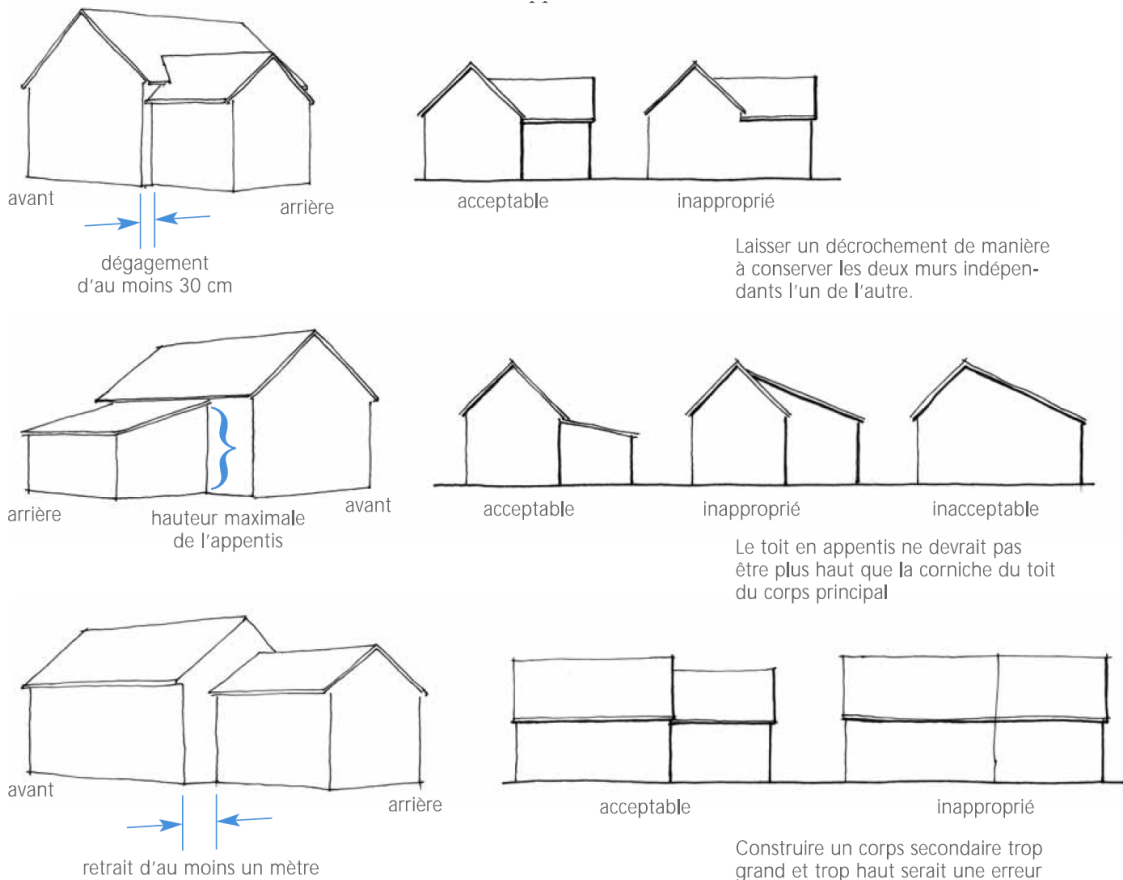 avant
arrière
dégagement
d'au moins 30 cm
acceptable
inapproprié
Laisser un décrochement de manière
à conserver les deux murs indépen-
dants l'un de l'autre.
arrière
hauteur maximale
de l'appentis
avant
acceptable
inapproprié
inacceptable
Le toit en appentis ne devrait pas
être plus haut que la corniche du toit
du corps principal
avant
arrière
retrait d'au moins un mètre
acceptable
inapproprié
Construire un corps secondaire trop
grand et trop haut serait une erreur